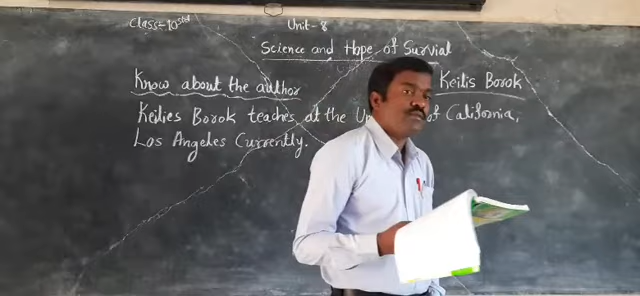 Class:- 10std
Unit-8
Science and Hope of Survial
Know about the author
Keilis Borok
Keilies Borok teaches at the of California,
Los Angeles Currently.